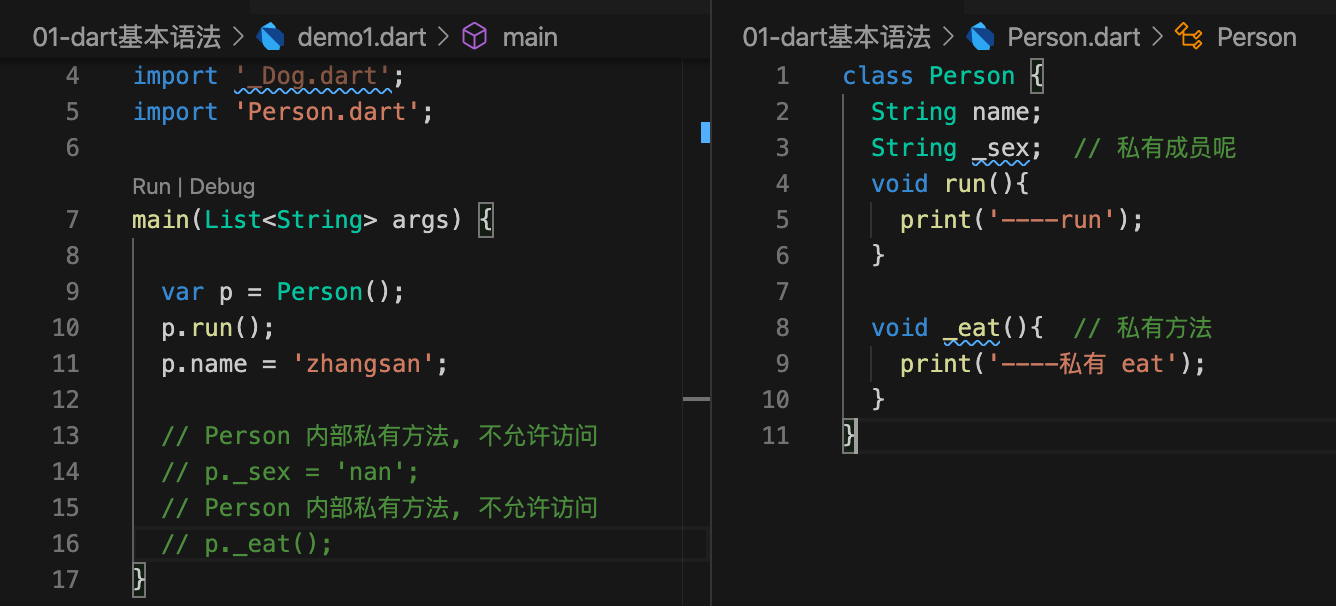 01-dart基本语法 > demo1.dart > main
4 import '_Dog.dart';
5 import 'Person.dart';
6
Run | Debug
7 main(List<String> args) {
8
9 var p = Person();
10 p.run();
11 p.name = 'zhangsan';
12
13 // Person 内部私有方法, 不允许访问
14 // p._sex = 'nan';
15 // Person 内部私有方法, 不允许访问
16 // p._eat();
17 }
01-dart基本语法 > Person.dart > Person
1 class Person {
2 String name;
3 String _sex; // 私有成员呢
4 void run(){
5 print('----run');
6 }
7
8 void _eat(){ // 私有方法
9 print('----私有 eat');
10 }
11 }